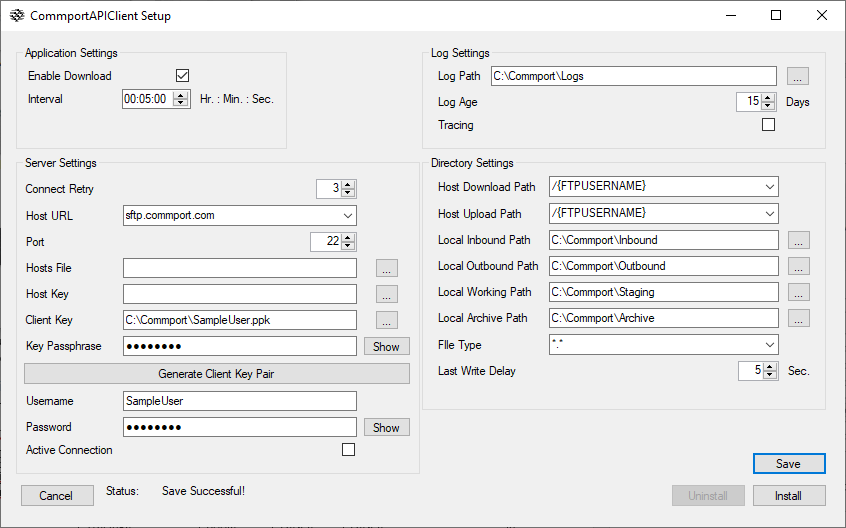 CommportAPIClient Setup
Application Settings
Enable Download
Interval 00:05:00 Hr. : Min. : Sec.
Log Settings
Log Path C:\Commport\Logs ...
Log Age 15 Days
Tracing
Server Settings
Connect Retry 3
Host URL sftp.commport.com
Port 22
Hosts File ...
Host Key ...
Client Key C:\Commport\SampleUser.ppk ...
Key Passphrase ●●●●●●●● Show
Generate Client Key Pair
Username SampleUser
Password ●●●●●●●● Show
Active Connection
Directory Settings
Host Download Path /{FTPUSERNAME}
Host Upload Path /{FTPUSERNAME}
Local Inbound Path C:\Commport\Inbound ...
Local Outbound Path C:\Commport\Outbound ...
Local Working Path C:\Commport\Staging ...
Local Archive Path C:\Commport\Archive ...
FIle Type *.*
Last Write Delay 5 Sec.
Save
Cancel Status: Save Successful! Uninstall Install